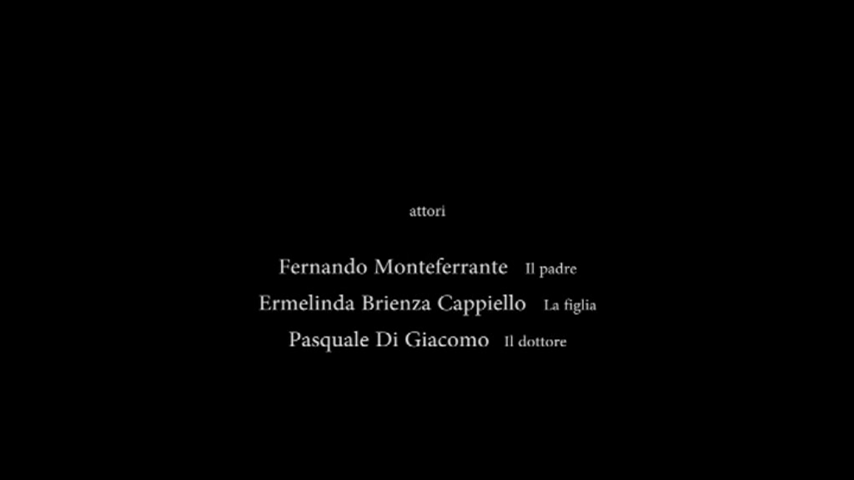 attori
Fernando Monteferrante Il padre
Ermelinda Brienza Cappiello La figlia
Pasquale Di Giacomo Il dottore